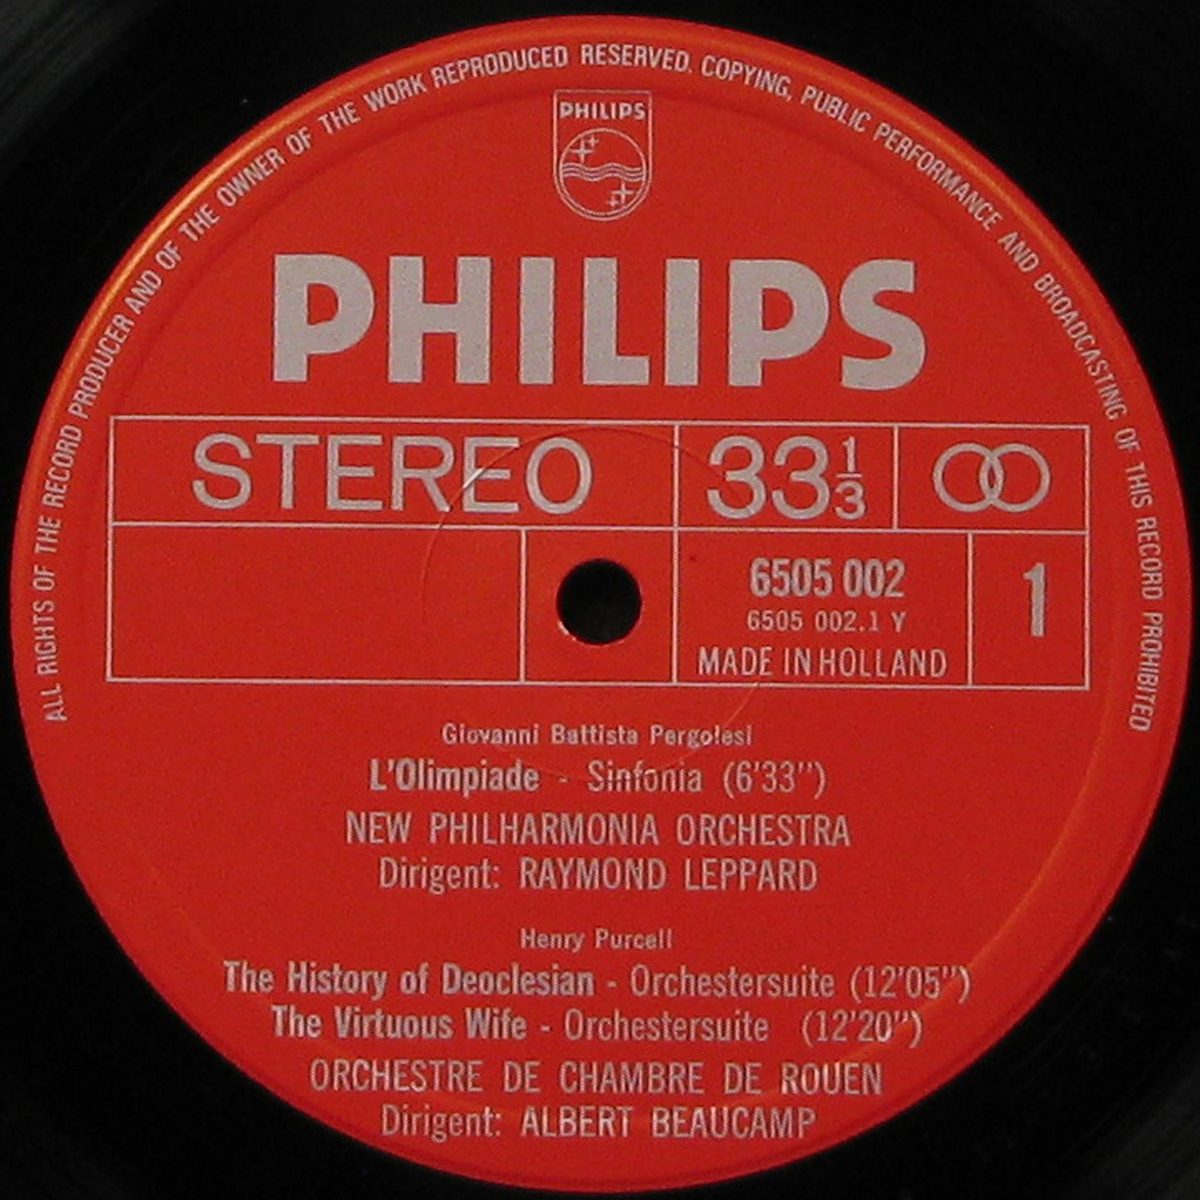 ALL RIGHTS OF THE RECORD PRODUCER AND OF THE OWNER OF THE WORK REPRODUCED RESERVED. COPYING, PUBLIC PERFORMANCE AND BROADCASTING OF THIS RECORD PROHIBITED
PHILIPS
PHILIPS
STEREO 33 1/3
6505 002 1
6505 002.1 Y
MADE IN HOLLAND
Giovanni Battista Pergolesi
L'Olimpiade - Sinfonia (6'33")
NEW PHILHARMONIA ORCHESTRA
Dirigent: RAYMOND LEPPARD
Henry Purcell
The History of Deoclesian - Orchestersuite (12'05")
The Virtuous Wife - Orchestersuite (12'20")
ORCHESTRE DE CHAMBRE DE ROUEN
Dirigent: ALBERT BEAUCAMP